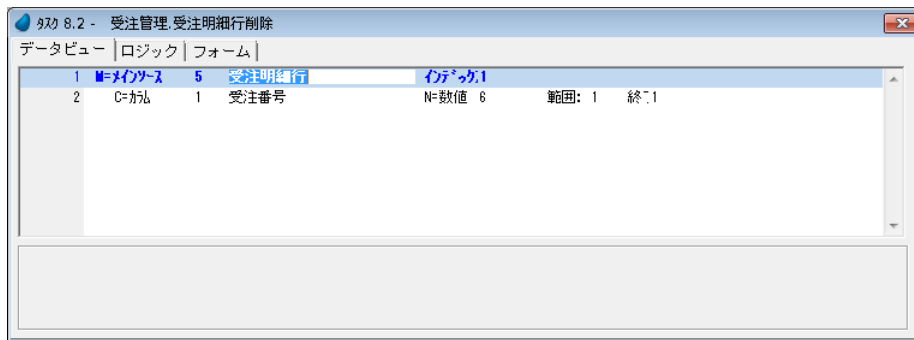 ﾀｽｸ 8.2 - 受注管理.受注明細行削除
データビュー ロジック フォーム
1 M=ﾒｲﾝｿｰｽ 5 受注明細行 ｲﾝﾃﾞｯｸ:1
2 C=ｶﾗﾑ 1 受注番号 N=数値 6 範囲: 1 終了1